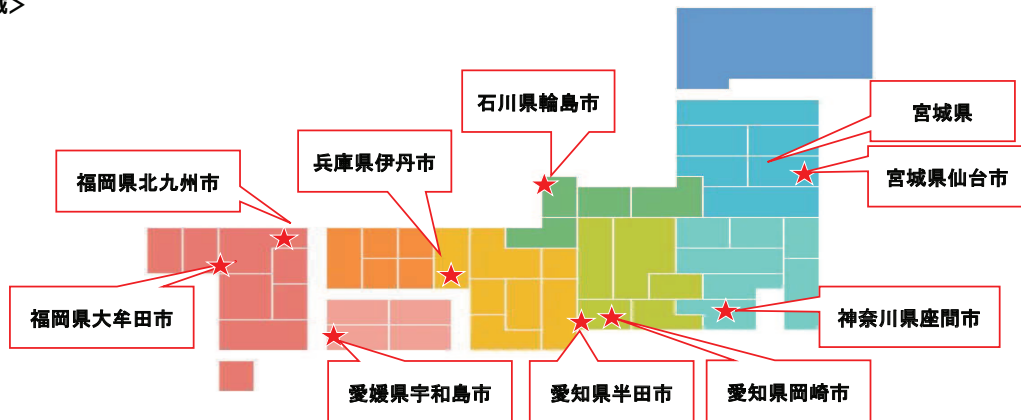 域＞
石川県輪島市
宮城県
兵庫県伊丹市
福岡県北九州市
宮城県仙台市
福岡県大牟田市
神奈川県座間市
愛媛県宇和島市
愛知県半田市
愛知県岡崎市